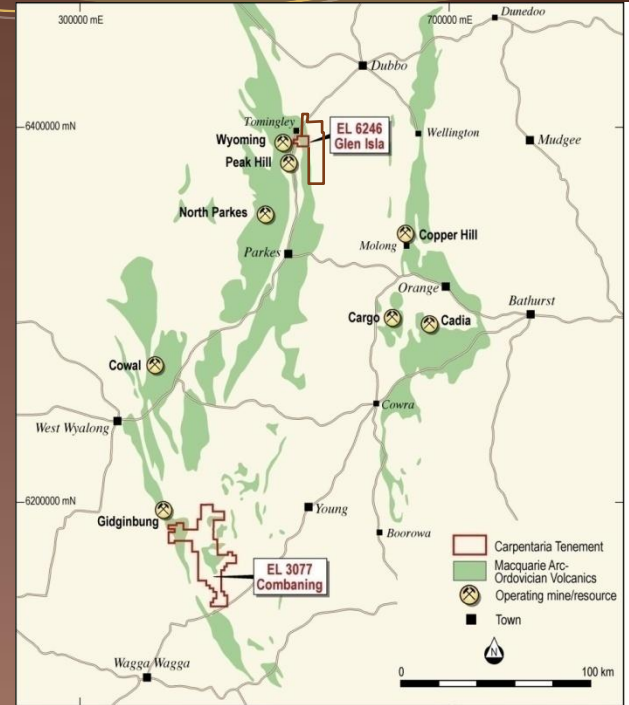 300000 mE
700000 mE
Dunedoo
Dubbo
6400000 mN
Tomingley
EL 6246
Glen Isla
Wellington
Mudgee
Wyoming
Peak Hill
North Parkes
Copper Hill
Molong
Parkes
Orange
Bathurst
Cargo
Cadia
Cowal
Cowra
West Wyalong
6200000 mN
Gidginbung
Young
Boorowa
EL 3077
Combaning
Carpentaria Tenement
Macquarie Arc-
Ordovician Volcanics
Operating mine/resource
Town
N
Wagga Wagga
0
100 km